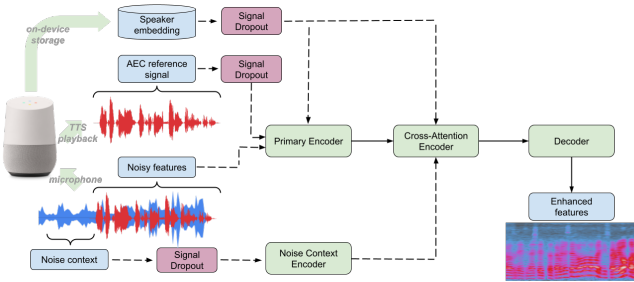 on-device
storage
Speaker
embedding
Signal
Dropout
AEC reference
signal
Signal
Dropout
TTS
playback
Primary Encoder
Cross-Attention
Encoder
Decoder
Noisy features
microphone
Enhanced
features
Noise context
Signal
Dropout
Noise Context
Encoder